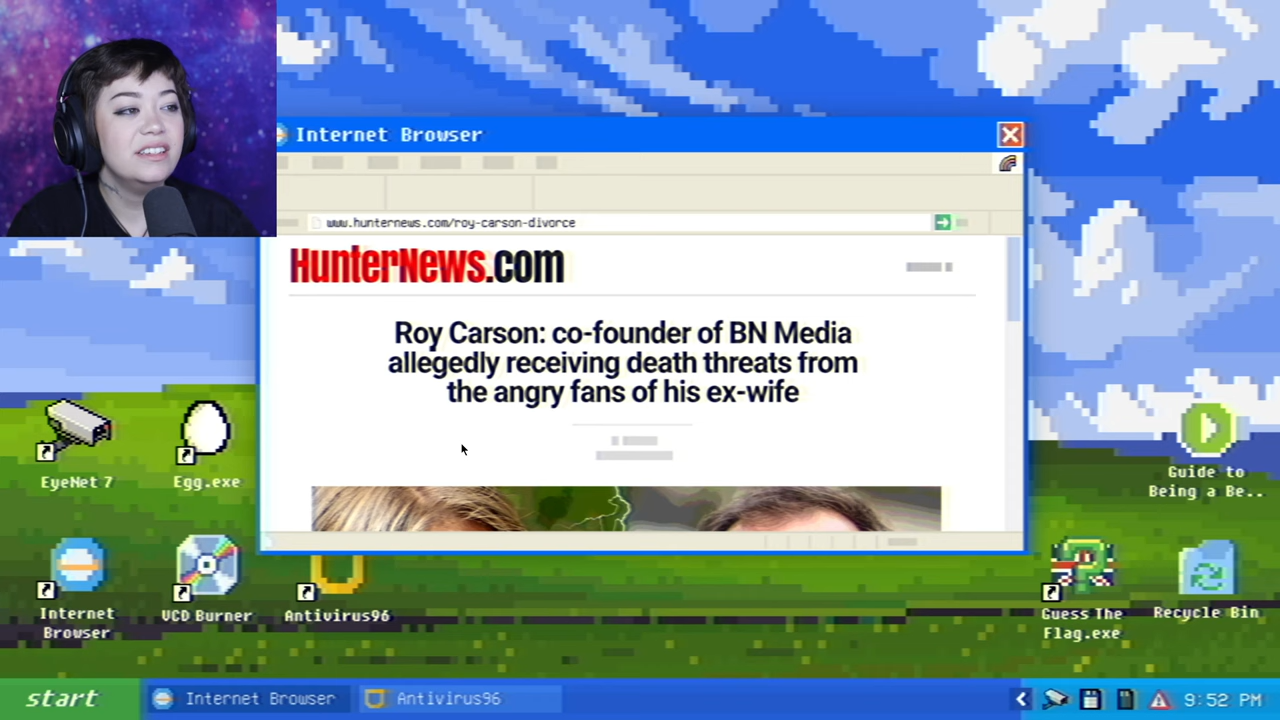 Internet Browser
www.hunternews.com/roy-carson-divorce
HunterNews.com
Roy Carson: co-founder of BN Media
allegedly receiving death threats from
the angry fans of his ex-wife
EyeNet 7
Egg.exe
Guide to
Being a Be..
Internet
Browser
VCD Burner
Antivirus96
Guess The
Flag.exe
Recycle Bin
start
Internet Browser
Antivirus96
9:52 PM